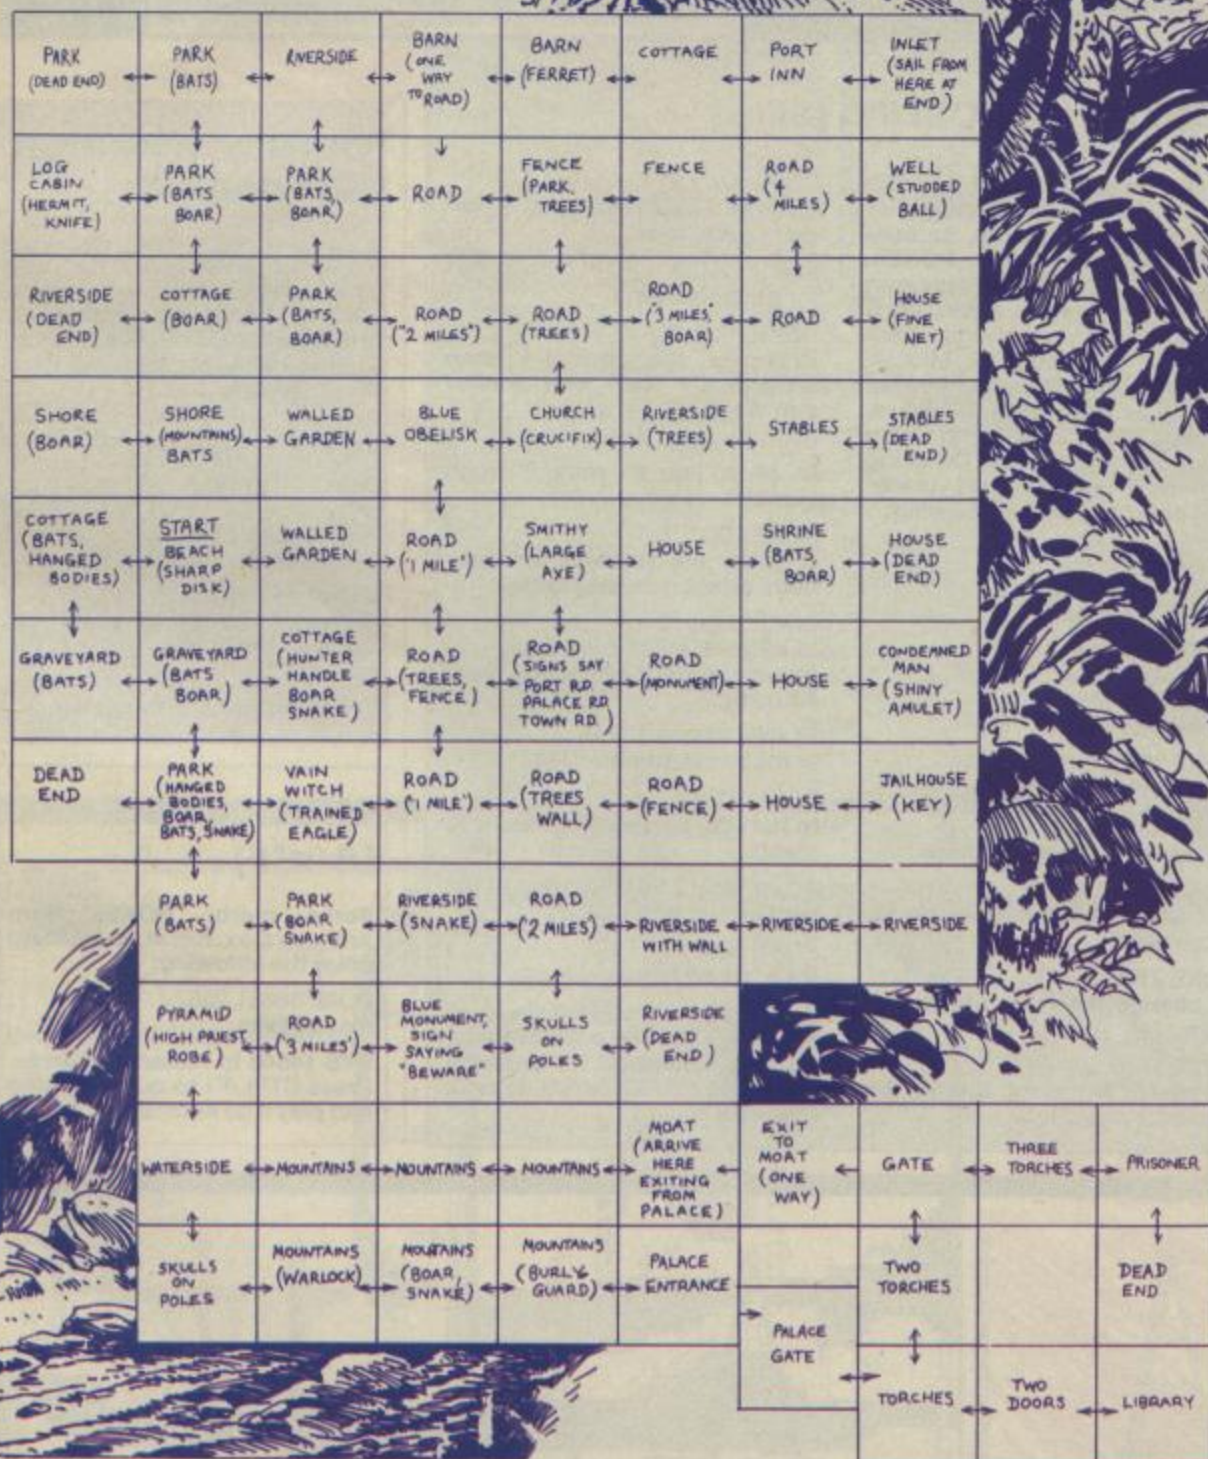 PARK
(DEAD END)
PARK
(BATS)
RIVERSIDE
BARN
(ONE
WAY
TO ROAD)
BARN
(FERRET)
COTTAGE
PORT
INN
INLET
(SAIL FROM
HERE AT
END)
LOG
CABIN
(HERMIT,
KNIFE)
PARK
(BATS
BOAR)
PARK
(BATS,
BOAR)
ROAD
FENCE
(PARK,
TREES)
FENCE
ROAD
(4
MILES)
WELL
(STUDDED
BALL)
RIVERSIDE
(DEAD
END)
COTTAGE
(BOAR)
PARK
(BATS,
BOAR)
ROAD
("2 MILES")
ROAD
(TREES)
ROAD
("3 MILES,"
BOAR)
ROAD
HOUSE
(FINE
NET)
SHORE
(BOAR)
SHORE
(MOUNTAINS)
BATS
WALLED
GARDEN
BLUE
OBELISK
CHURCH
(CRUCIFIX)
RIVERSIDE
(TREES)
STABLES
STABLES
(DEAD
END)
COTTAGE
(BATS,
HANGED
BODIES)
START
BEACH
(SHARP
DISK)
WALLED
GARDEN
ROAD
('1 MILE")
SMITHY
(LARGE
AXE)
HOUSE
SHRINE
(BATS,
BOAR)
HOUSE
(DEAD
END)
GRAVEYARD
(BATS)
GRAVEYARD
(BATS
BOAR)
COTTAGE
(HUNTER
HANDLE
BOAR
SNAKE)
ROAD
(TREES,
FENCE)
ROAD
(SIGNS SAY
PORT RD.
PALACE RD.
TOWN RD.)
ROAD
(MONUMENT)
HOUSE
CONDEMNED
MAN
(SHINY
AMULET)
DEAD
END
PARK
(HANGED
BODIES,
BOAR,
BATS, SNAKE)
VAIN
WITCH
(TRAINED
EAGLE)
ROAD
('1 MILE')
ROAD
(TREES
WALL)
ROAD
(FENCE)
HOUSE
JAILHOUSE
(KEY)
PARK
(BATS)
PARK
(BOAR
SNAKE)
RIVERSIDE
(SNAKE)
ROAD
('2 MILES')
RIVERSIDE
WITH WALL
RIVERSIDE
RIVERSIDE
PYRAMID
(HIGH PRIEST,
ROBE)
ROAD
('3 MILES')
BLUE
MONUMENT,
SIGN
SAYING
"BEWARE"
SKULLS
ON
POLES
RIVERSIDE
(DEAD
END)
WATERSIDE
MOUNTAINS
MOUNTAINS
MOUNTAINS
MOAT
(ARRIVE
HERE
EXITING
FROM
PALACE)
EXIT
TO
MOAT
(ONE
WAY)
GATE
THREE
TORCHES
PRISONER
SKULLS
ON
POLES
MOUNTAINS
(WARLOCK)
MOUNTAINS
(BOAR,
SNAKE)
MOUNTAINS
(BURLY
GUARD)
PALACE
ENTRANCE
TWO
TORCHES
DEAD
END
PALACE
GATE
TORCHES
TWO
DOORS
LIBRARY